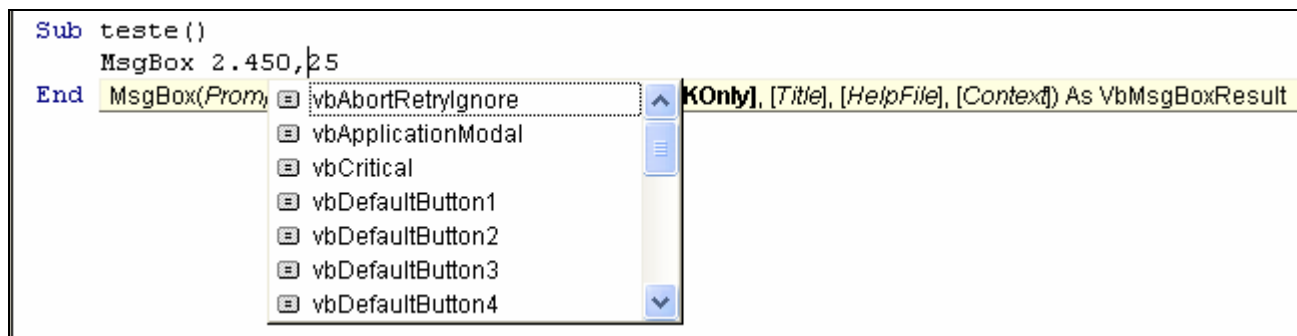 Sub teste()
MsgBox 2.450,25
End MsgBox(Prom KOnly], [Title], [HelpFile], [Context]) As VbMsgBoxResult
vbAbortRetryIgnore
vbApplicationModal
vbCritical
vbDefaultButton1
vbDefaultButton2
vbDefaultButton3
vbDefaultButton4